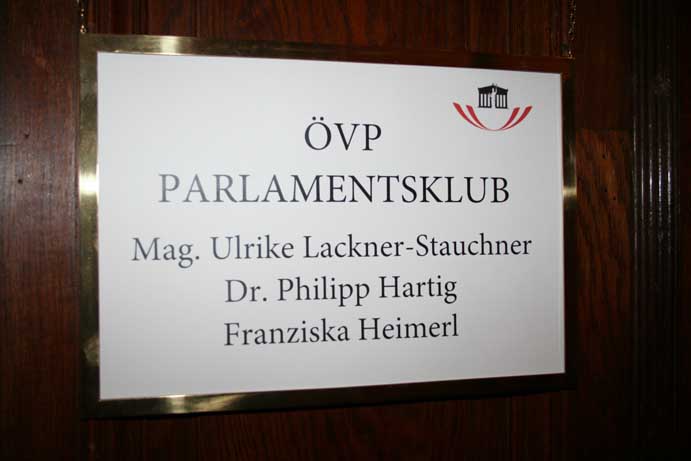 ÖVP
PARLAMENTSKLUB
Mag. Ulrike Lackner-Stauchner
Dr. Philipp Hartig
Franziska Heimerl